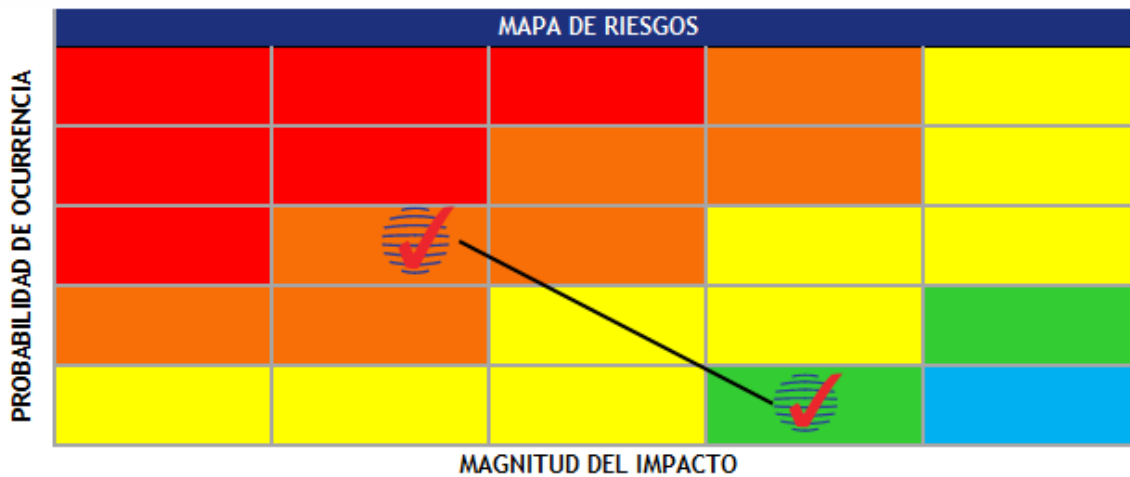 MAPA DE RIESGOS
PROBABILIDAD DE OCURRENCIA
MAGNITUD DEL IMPACTO